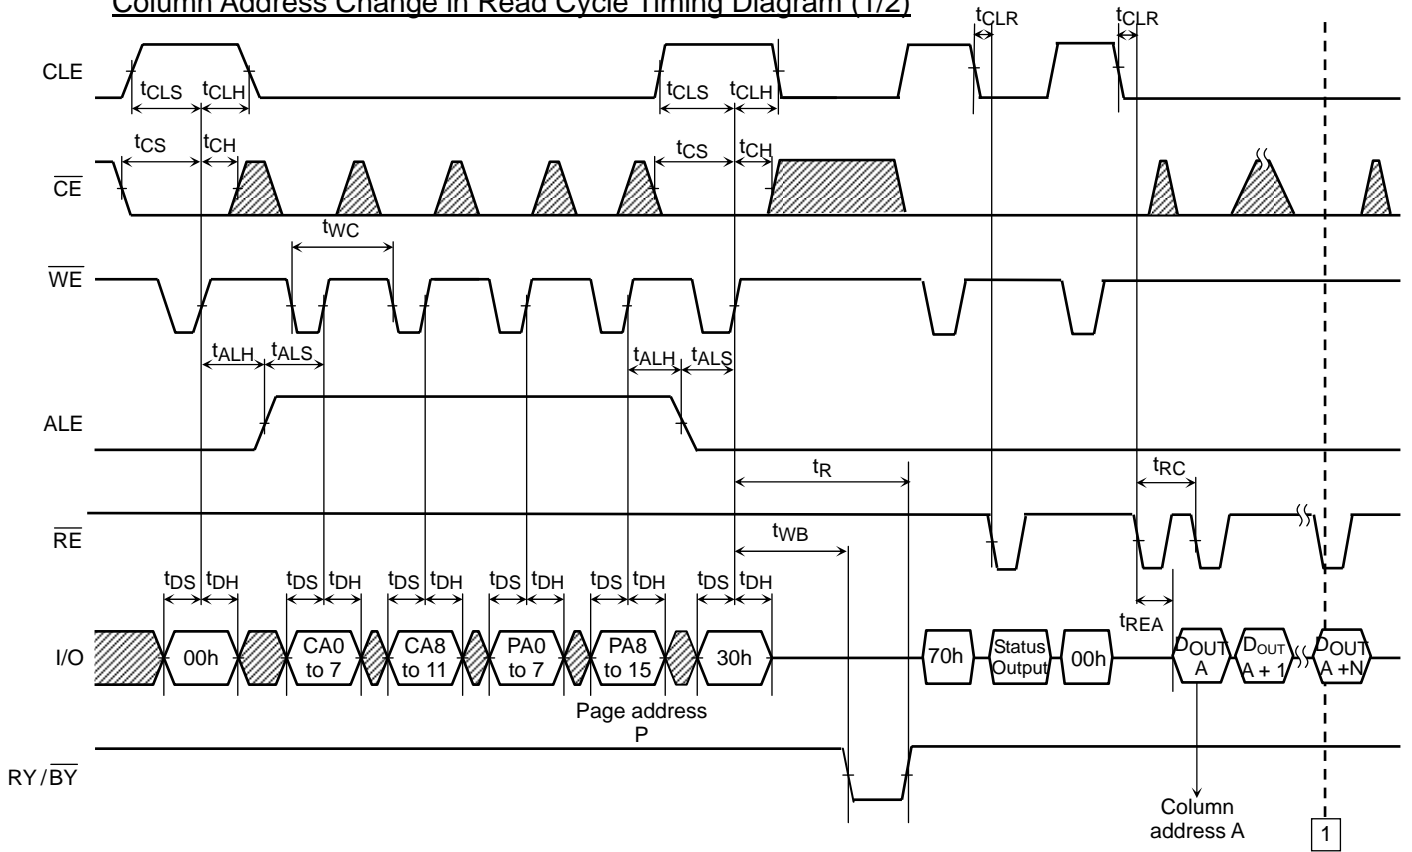 Column Address Change in Read Cycle Timing Diagram (1/2)
tCLR tCLR
CLE
tCLS tCLH tCLS tCLH
tCS tCH tCS tCH
CE
tWC
WE
tALH tALS tALH tALS
ALE
tR tRC
RE
tWB
tDS tDH tDS tDH tDS tDH tDS tDH tDS tDH tDS tDH
tREA
I/O
00h
CA0
to 7
CA8
to 11
PA0
to 7
PA8
to 15
30h
70h
Status
Output
00h
DOUT
A
DOUT
A + 1
DOUT
A +N
Page address
P
RY/BY
Column
address A
1